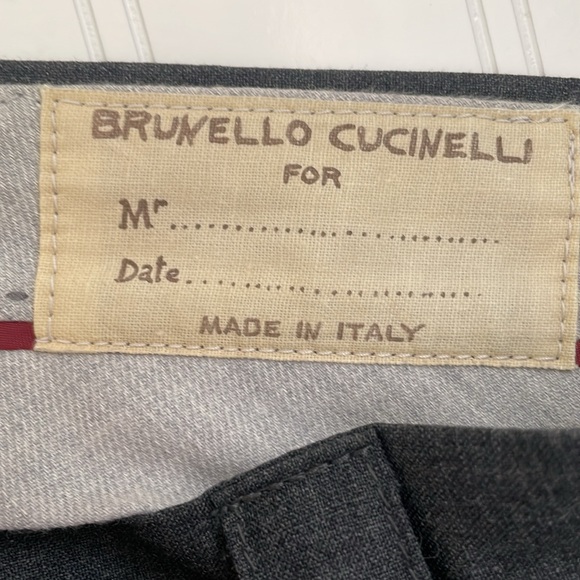 BRUNELLO CUCINELLI
FOR
Mr..............................
Date..........................
MADE IN ITALY